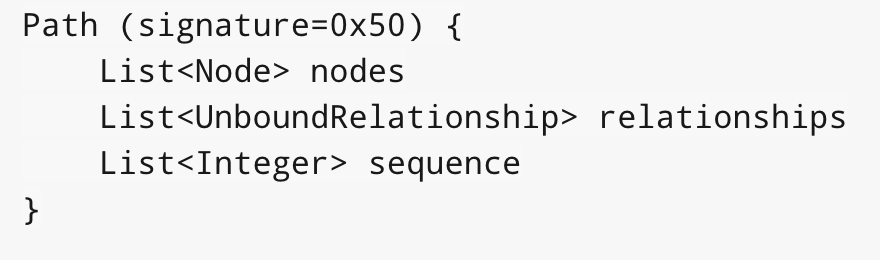 Path (signature=0x50) {
    List<Node> nodes
    List<UnboundRelationship> relationships
    List<Integer> sequence
}